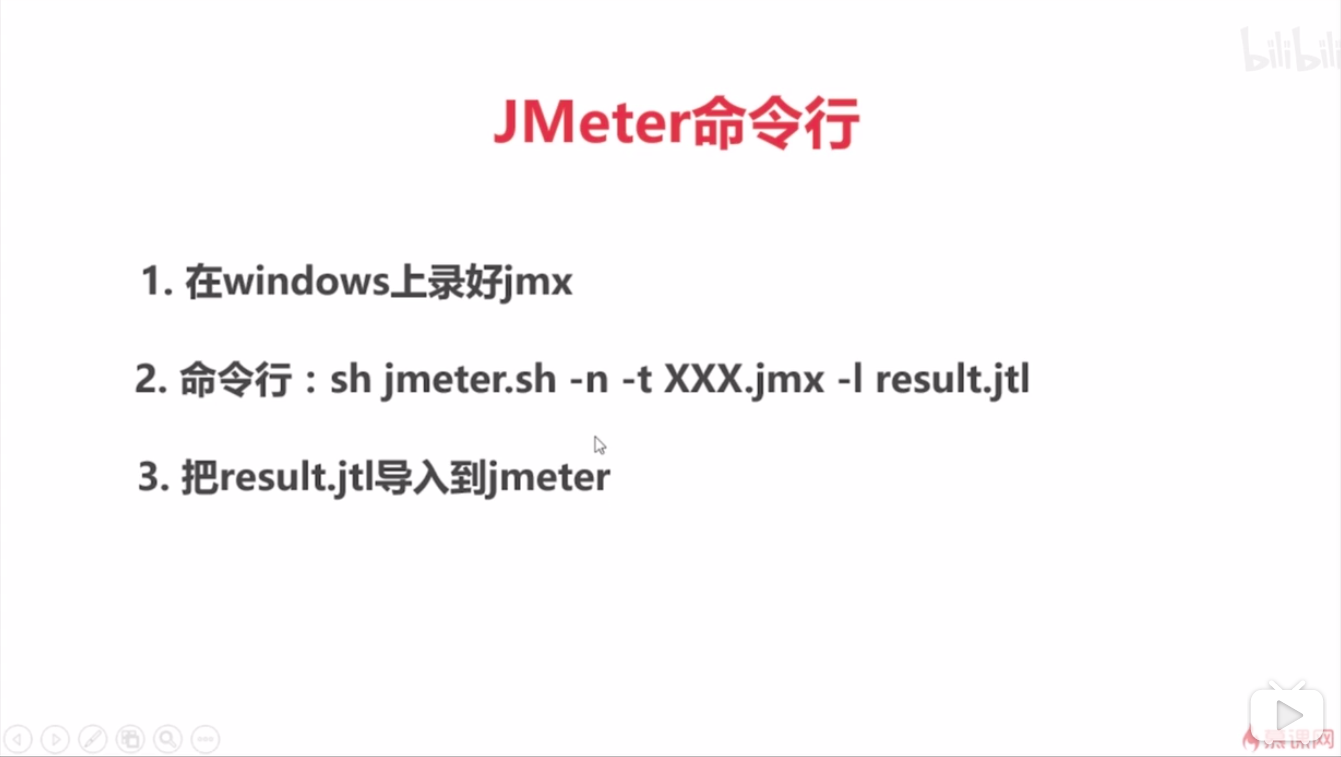 bilibili
JMeter命令行
1. 在windows上录好jmx
2. 命令行：sh jmeter.sh -n -t XXX.jmx -l result.jtl
3. 把result.jtl导入到jmeter
慕课网